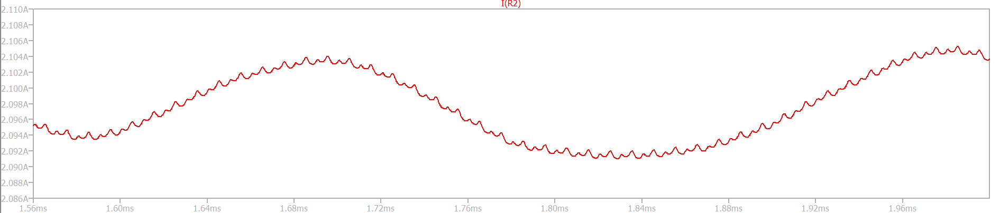 I(R2)
2.110A
2.108A
2.106A
2.104A
2.102A
2.100A
2.098A
2.096A
2.094A
2.092A
2.090A
2.088A
2.086A
1.56ms 1.60ms 1.64ms 1.68ms 1.72ms 1.76ms 1.80ms 1.84ms 1.88ms 1.92ms 1.96ms